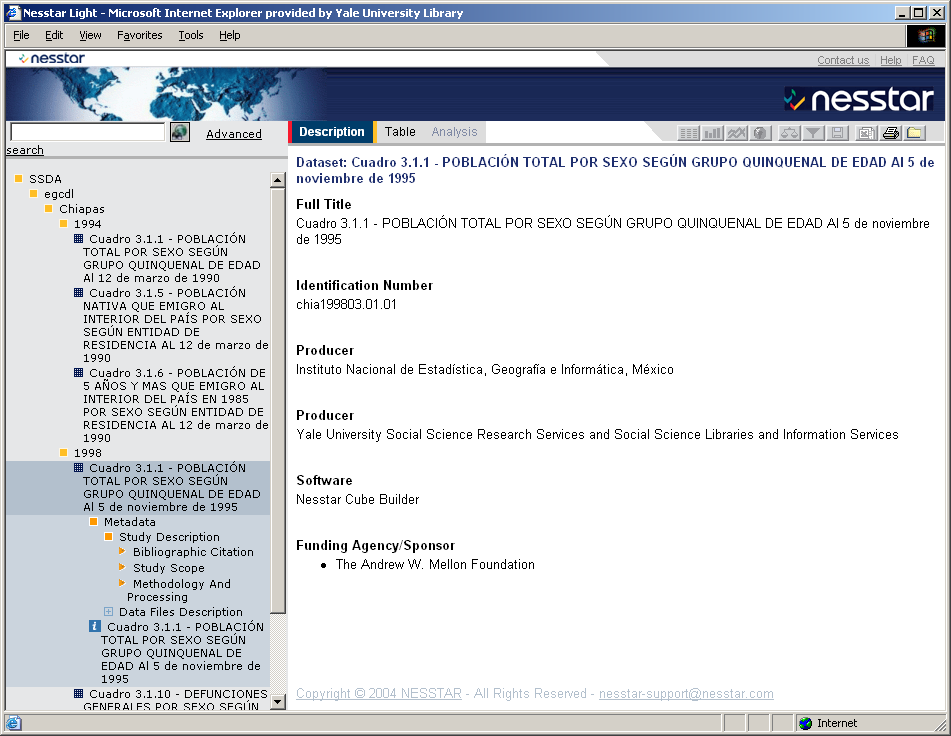 Nesstar Light - Microsoft Internet Explorer provided by Yale University Library
File Edit View Favorites Tools Help
nesstar
Contact us Help FAQ
nesstar
Advanced
search
Description Table Analysis
SSDA
egcdl
Chiapas
1994
Cuadro 3.1.1 - POBLACIÓN
TOTAL POR SEXO SEGÚN
GRUPO QUINQUENAL DE EDAD
Al 12 de marzo de 1990
Cuadro 3.1.5 - POBLACIÓN
NATIVA QUE EMIGRO AL
INTERIOR DEL PAÍS POR SEXO
SEGÚN ENTIDAD DE
RESIDENCIA AL 12 de marzo de
1990
Cuadro 3.1.6 - POBLACIÓN DE
5 AÑOS Y MAS QUE EMIGRO AL
INTERIOR DEL PAÍS EN 1985
POR SEXO SEGÚN ENTIDAD DE
RESIDENCIA AL 12 de marzo de
1990
1998
Cuadro 3.1.1 - POBLACIÓN
TOTAL POR SEXO SEGÚN
GRUPO QUINQUENAL DE EDAD
Al 5 de noviembre de 1995
Metadata
Study Description
Bibliographic Citation
Study Scope
Methodology And
Processing
Data Files Description
Cuadro 3.1.1 - POBLACIÓN
TOTAL POR SEXO SEGÚN
GRUPO QUINQUENAL DE
EDAD Al 5 de noviembre de
1995
Cuadro 3.1.10 - DEFUNCIONES
GENERALES POR SEXO SEGÚN
Dataset: Cuadro 3.1.1 - POBLACIÓN TOTAL POR SEXO SEGÚN GRUPO QUINQUENAL DE EDAD Al 5 de
noviembre de 1995
Full Title
Cuadro 3.1.1 - POBLACIÓN TOTAL POR SEXO SEGÚN GRUPO QUINQUENAL DE EDAD Al 5 de noviembre
de 1995
Identification Number
chia199803.01.01
Producer
Instituto Nacional de Estadística, Geografía e Informática, México
Producer
Yale University Social Science Research Services and Social Science Libraries and Information Services
Software
Nesstar Cube Builder
Funding Agency/Sponsor
The Andrew W. Mellon Foundation
Copyright © 2004 NESSTAR - All Rights Reserved - nesstar-support@nesstar.com
Internet